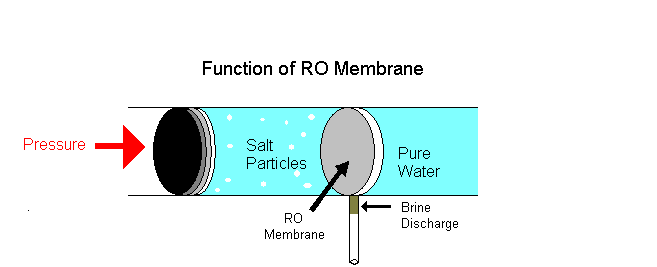 Function of RO Membrane
Pressure
Salt
Particles
Pure
Water
RO
Membrane
Brine
Discharge